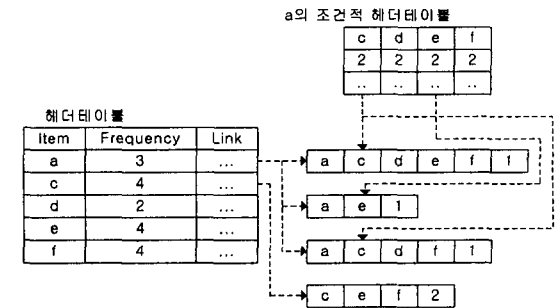 a의 조건적 헤더테이블
c d e f
2 2 2 2
.. .. .. ..
헤더테이블
Item Frequency Link
a 3 ...
c 4 ...
d 2 ...
e 4 ...
f 4 ...
a c d e f 1
a e 1
a c d f 1
c e f 2